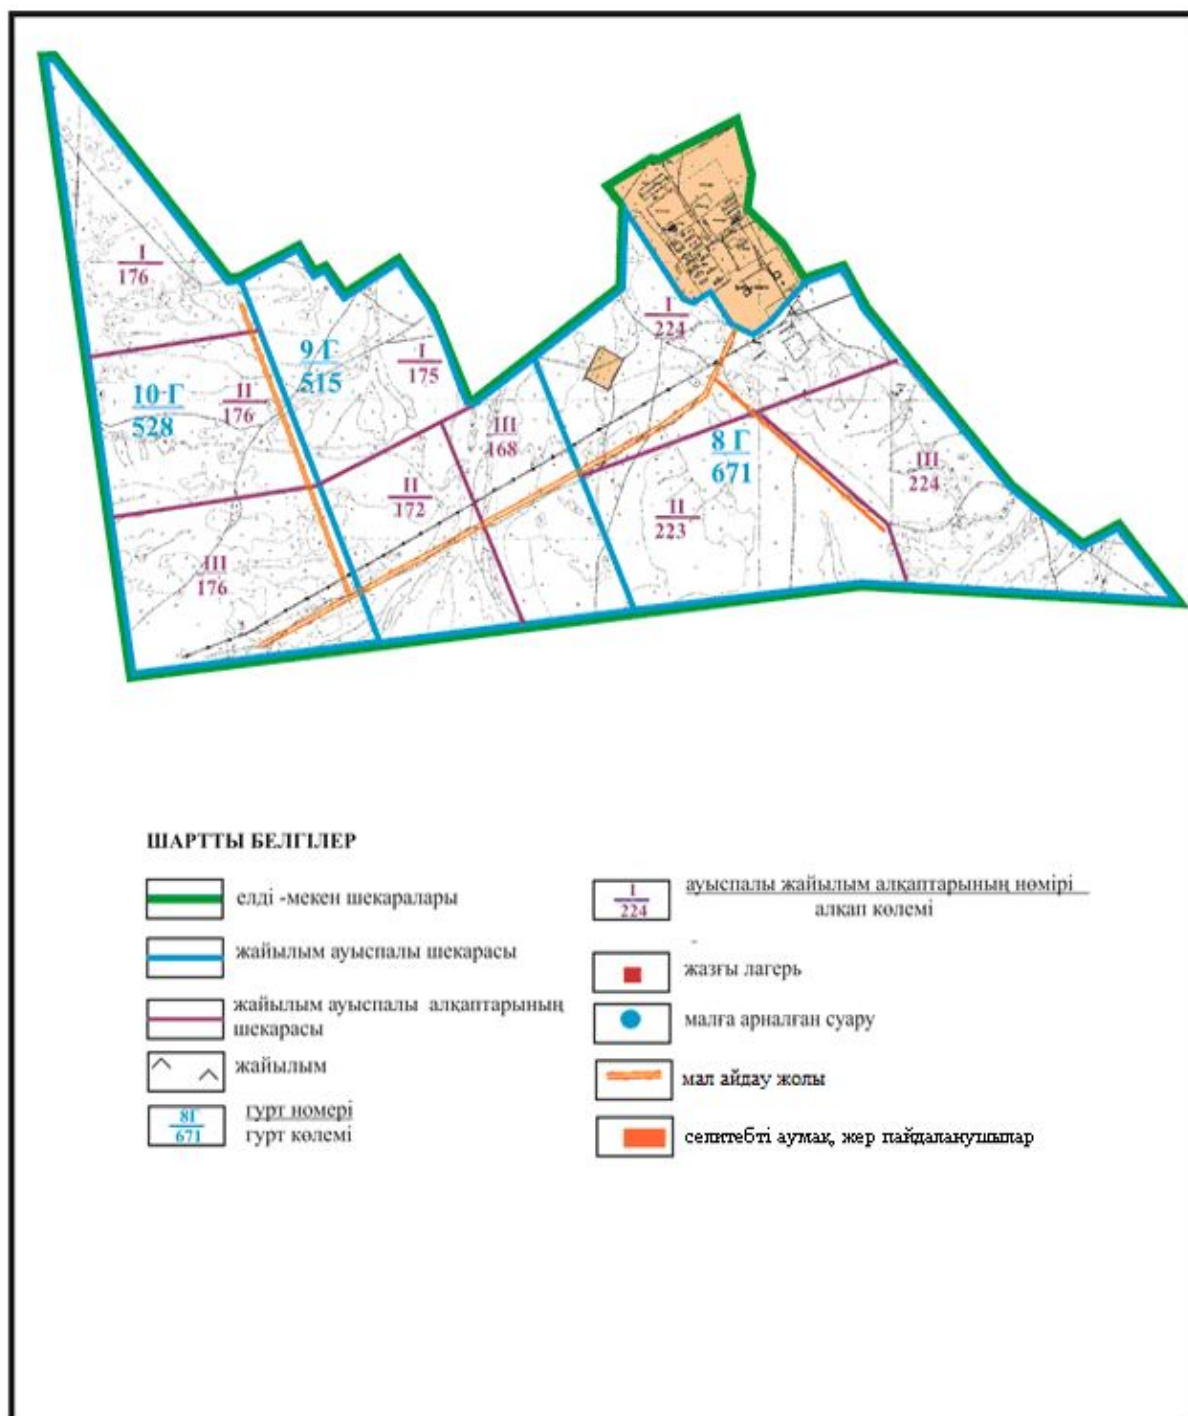 I
176
10 Г
528
II
176
III
176
9 Г
515
I
175
II
172
III
168
I
224
8 Г
671
II
223
III
224
ШАРТТЫ БЕЛГІЛЕР
елді -мекен шекаралары
жайылым ауыспалы шекарасы
жайылым ауыспалы алқаптарының
шекарасы
жайылым
8Г
671
гурт номері
гурт көлемі
I
224
ауыспалы жайылым алқаптарының нөмірі
алқап көлемі
жазғы лагерь
малға арналған суару
мал айдау жолы
селитебті аумақ, жер пайдаланушылар